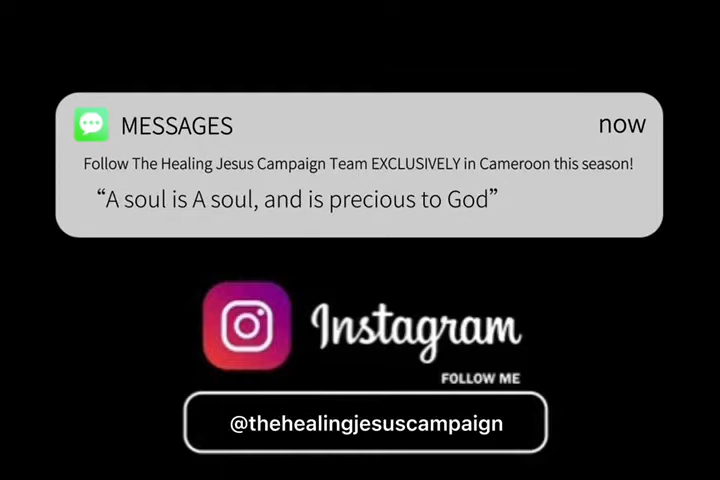 MESSAGES now
Follow The Healing Jesus Campaign Team EXCLUSIVELY in Cameroon this season!
“A soul is A soul, and is precious to God”
Instagram
FOLLOW ME
@thehealingjesuscampaign